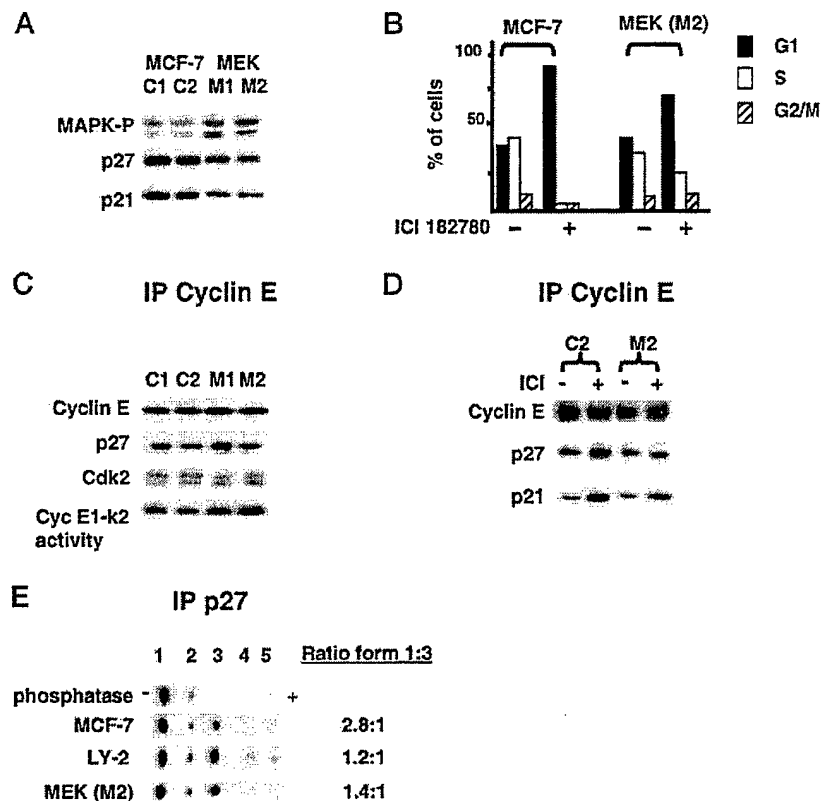 A
MCF-7 MEK
C1 C2 M1 M2
MAPK-P
p27
p21
B
MCF-7
MEK (M2)
100
50
% of cells
ICI 182780
- + - +
G1
S
G2/M
C
IP Cyclin E
C1 C2 M1 M2
Cyclin E
p27
Cdk2
Cyc E1-k2
activity
D
IP Cyclin E
C2 M2
ICI - + - +
Cyclin E
p27
p21
E
IP p27
1 2 3 4 5 Ratio form 1:3
phosphatase - +
MCF-7 2.8:1
LY-2 1.2:1
MEK (M2) 1.4:1